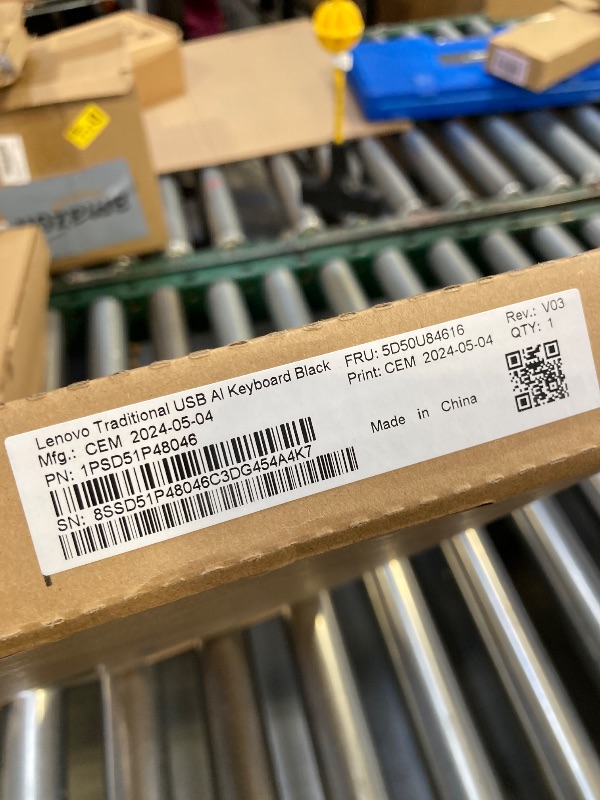 Lenovo Traditional USB AI Keyboard Black
Mfg.: CEM 2024-05-04
PN: 1PSD51P48046
SN: 8SSD51P48046C3DG454A4K7
FRU: 5D50U84616
Print: CEM 2024-05-04
Rev.: V03
QTY: 1
Made in China